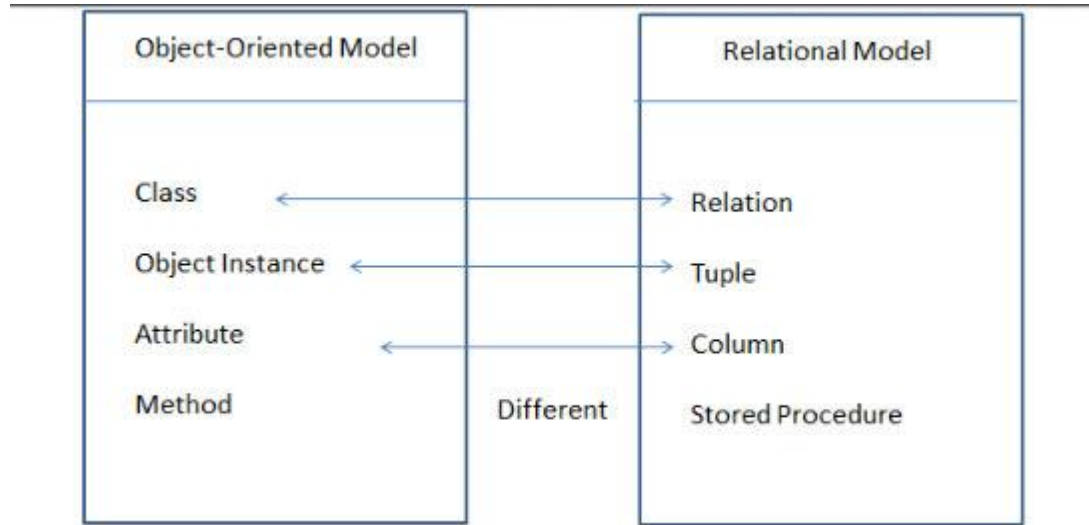 Object-Oriented Model
Class
Object Instance
Attribute
Method
Different
Relational Model
Relation
Tuple
Column
Stored Procedure